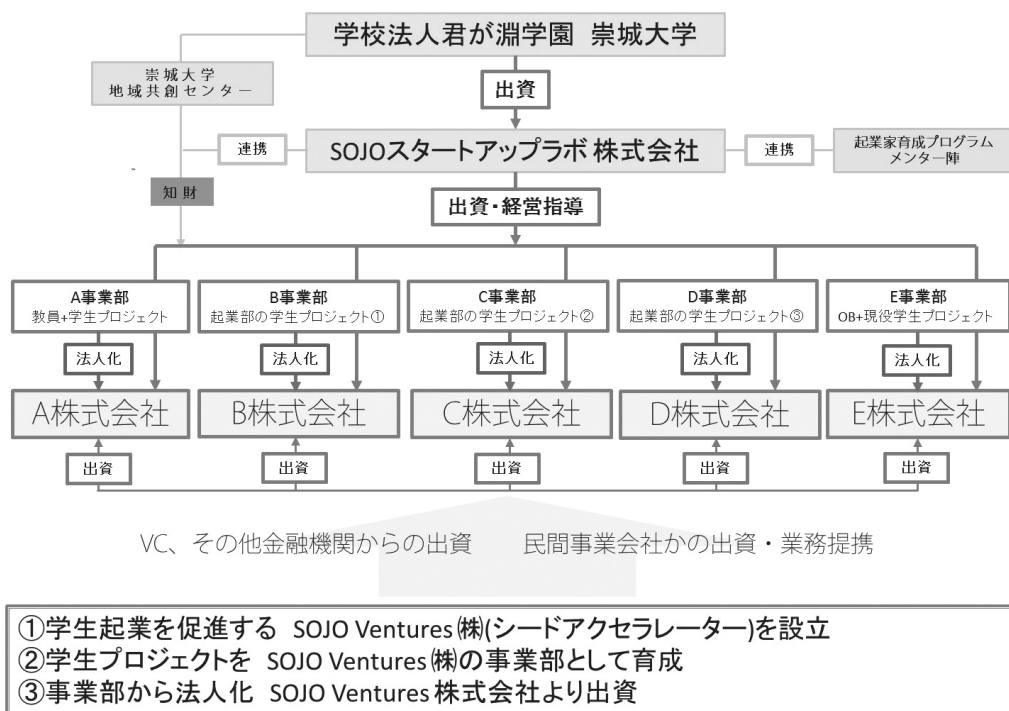 学校法人君が淵学園 崇城大学
崇城大学
地域共創センター
出資
連携
SOJOスタートアップラボ 株式会社
連携
起業家育成プログラム
メンター陣
知財
出資・経営指導
A事業部
教員+学生プロジェクト
B事業部
起業部の学生プロジェクト①
C事業部
起業部の学生プロジェクト②
D事業部
起業部の学生プロジェクト③
E事業部
OB+現役学生プロジェクト
法人化
法人化
法人化
法人化
法人化
A株式会社
B株式会社
C株式会社
D株式会社
E株式会社
出資
出資
出資
出資
出資
VC、その他金融機関からの出資
民間事業会社かの出資・業務提携
①学生起業を促進する SOJO Ventures㈱(シードアクセラレーター)を設立
②学生プロジェクトを SOJO Ventures㈱の事業部として育成
③事業部から法人化 SOJO Ventures 株式会社より出資